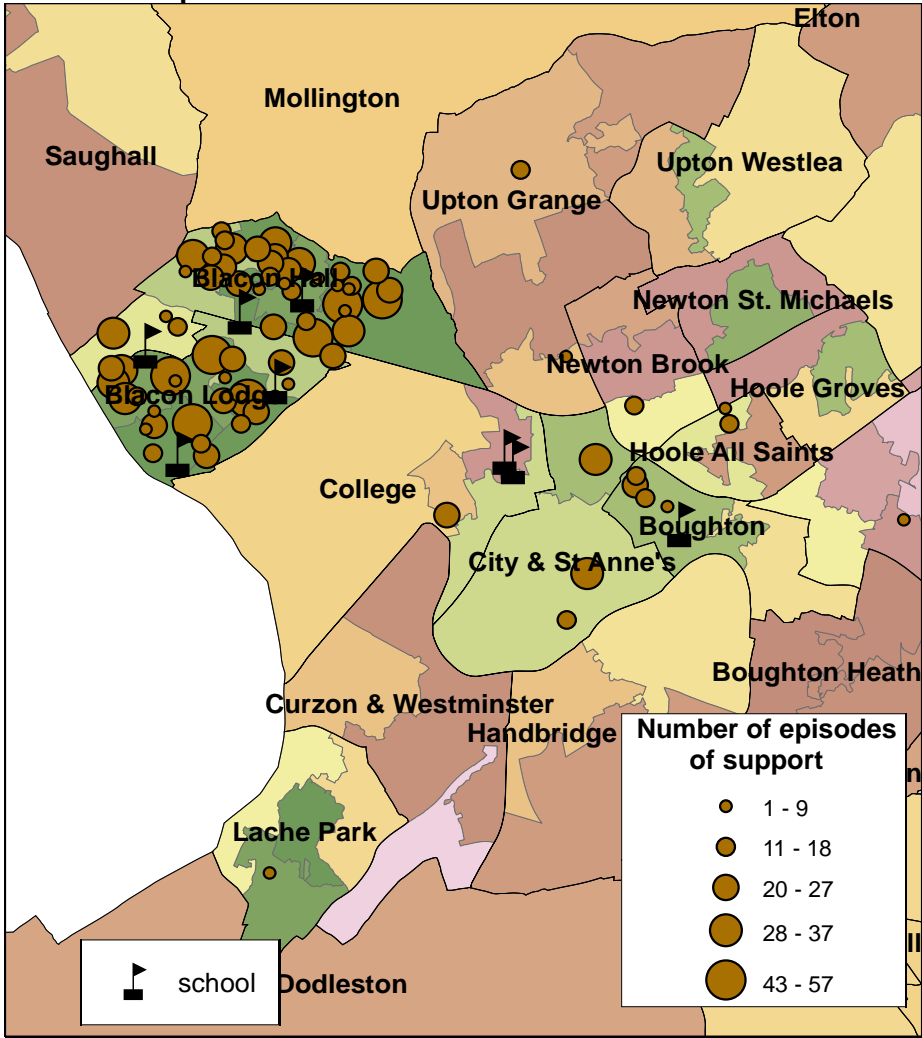 Elton
Mollington
Saughall
Upton Westlea
Upton Grange
Blacon Hall
Newton St. Michaels
Newton Brook
Hoole Groves
Blacon Lodge
Hoole All Saints
College
Boughton
City & St Anne's
Boughton Heath
Curzon & Westminster
Handbridge
Number of episodes
of support
1 - 9
11 - 18
20 - 27
28 - 37
43 - 57
Lache Park
school
Dodleston